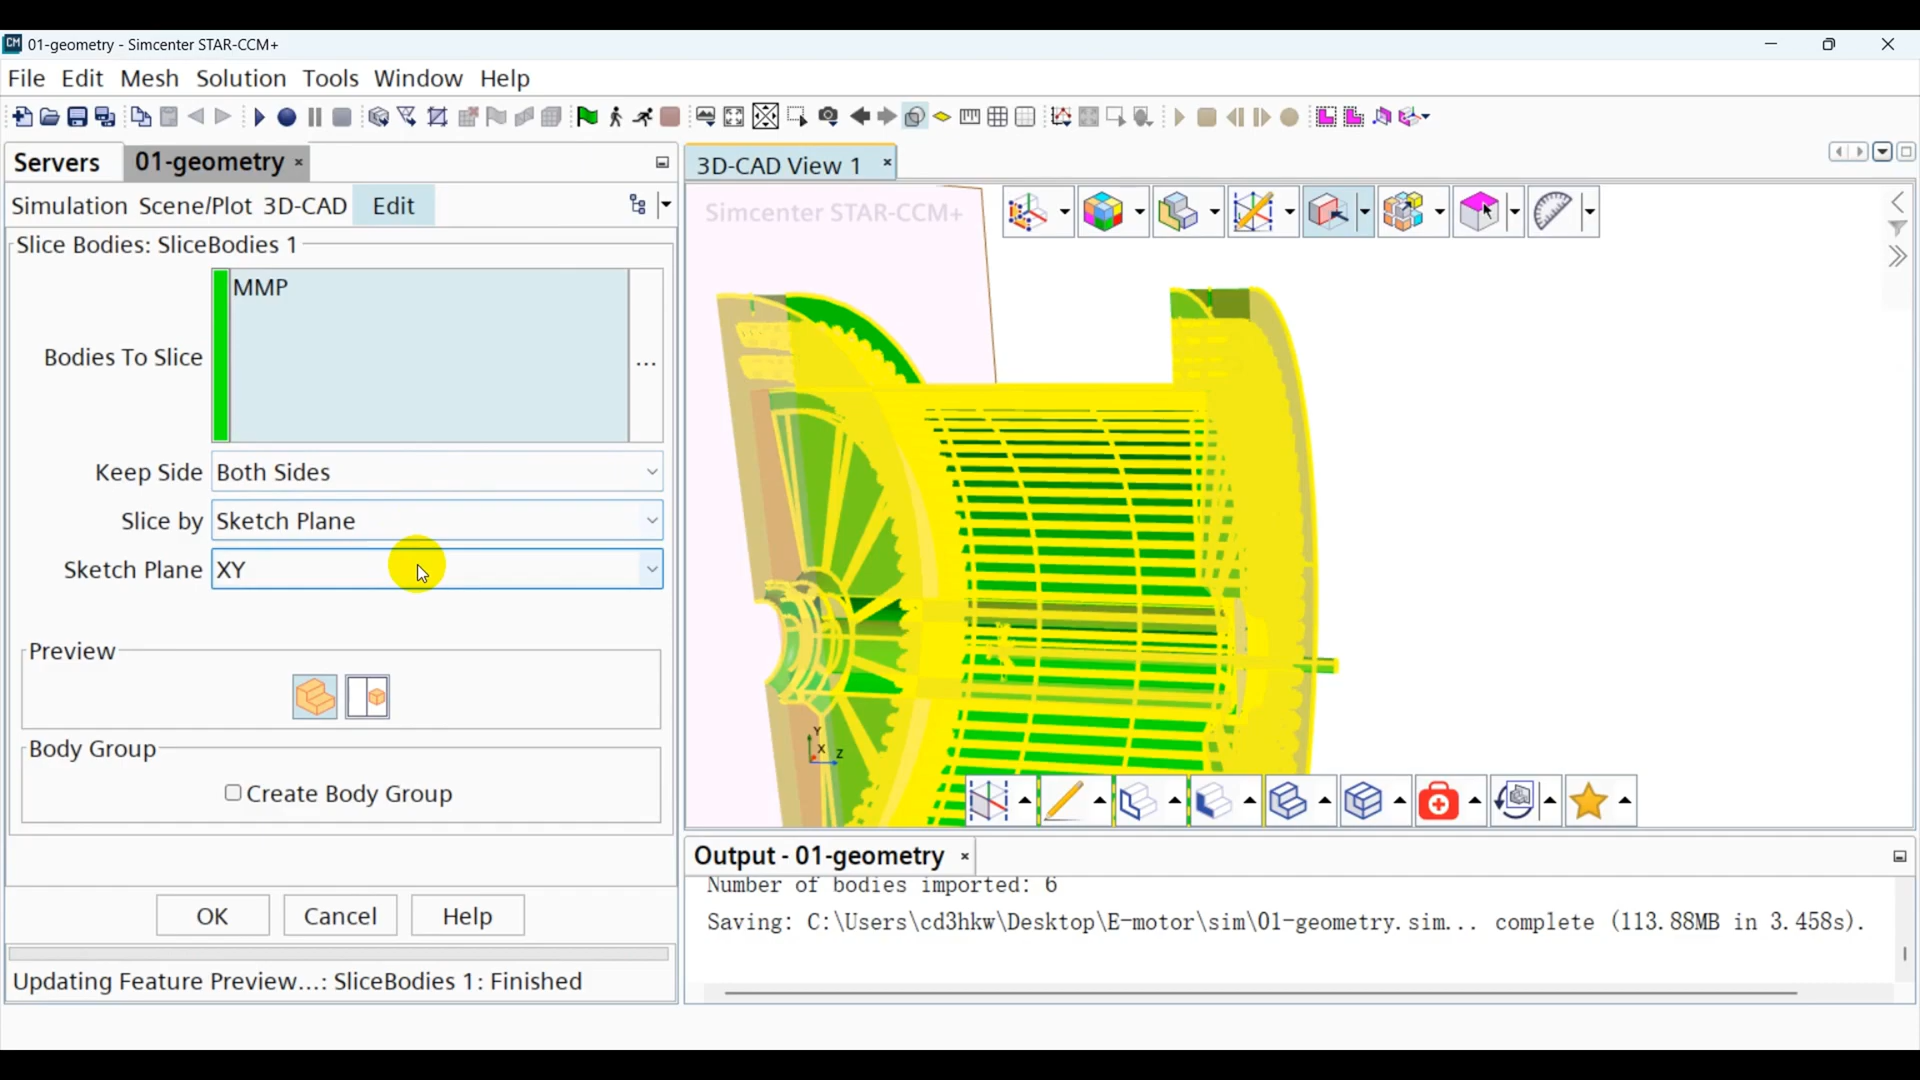 01-geometry - Simcenter STAR-CCM+
File Edit Mesh Solution Tools Window Help
Servers 01-geometry ×
3D-CAD View 1 ×
Simulation Scene/Plot 3D-CAD Edit
Simcenter STAR-CCM+
Slice Bodies: SliceBodies 1
MMP
Bodies To Slice
...
Keep Side Both Sides
Slice by Sketch Plane
Sketch Plane XY
Preview
Y
X
Z
Body Group
Create Body Group
Output - 01-geometry ×
Number of bodies imported: 6
Saving: C:\Users\cd3hkw\Desktop\E-motor\sim\01-geometry.sim... complete (113.88MB in 3.458s).
OK Cancel Help
Updating Feature Preview...: SliceBodies 1: Finished